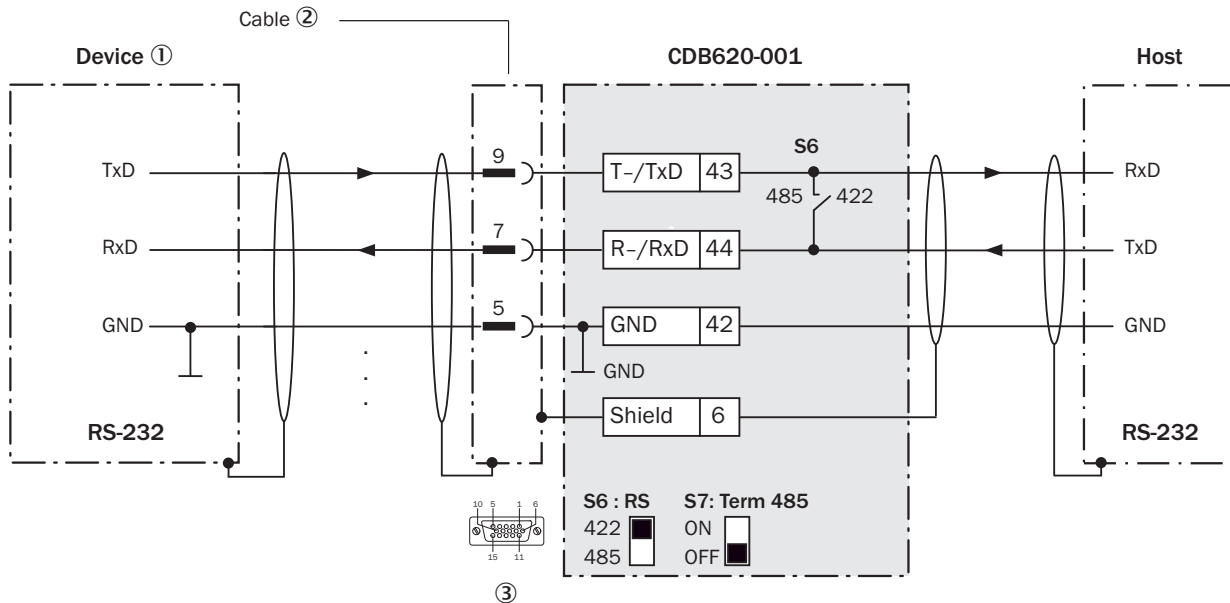 Cable ②
Device ①
CDB620-001
Host
TxD
9
T–/TxD 43
S6
RxD
485 422
RxD
7
R–/RxD 44
TxD
GND
5
GND 42
GND
GND
Shield 6
RS-232
RS-232
S6 : RS
S7: Term 485
422
ON
485
OFF
10 5 1 6
15 11
③